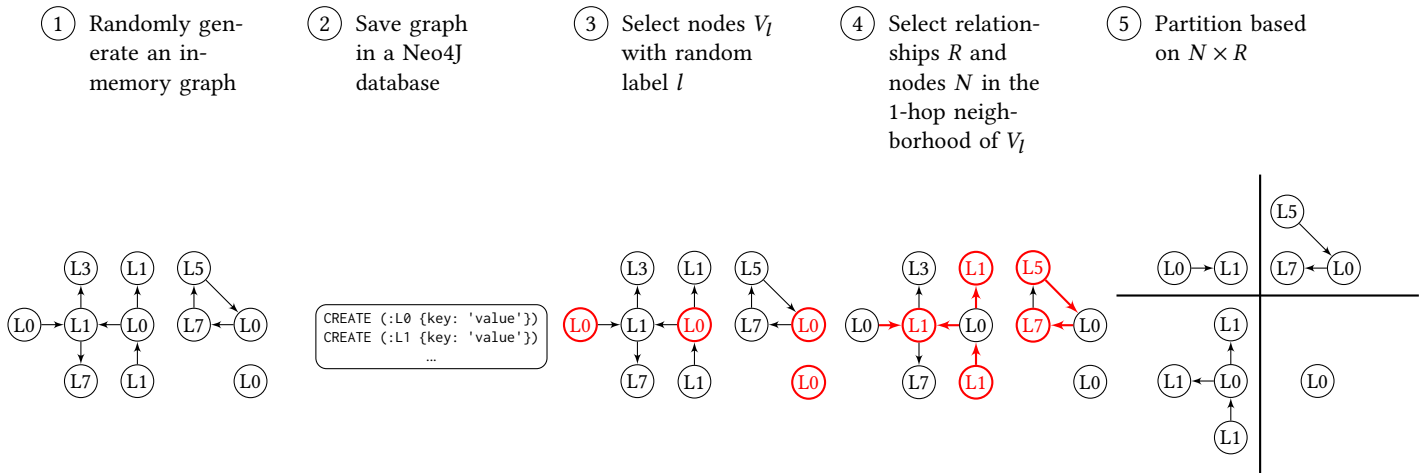 1 Randomly gen-
erate an in-
memory graph
2 Save graph
in a Neo4J
database
3 Select nodes V_l
with random
label l
4 Select relation-
ships R and
nodes N in the
1-hop neigh-
borhood of V_l
5 Partition based
on N × R
L3 L1 L5
L0 L1 L0 L7 L0
L7 L1 L0
CREATE (:L0 {key: 'value'})
CREATE (:L1 {key: 'value'})
...
L3 L1 L5
L0 L1 L0 L7 L0
L7 L1 L0
L3 L1 L5
L0 L1 L0 L7 L0
L7 L1 L0
L5
L0 L1 L7 L0
L1
L1 L0 L0
L1